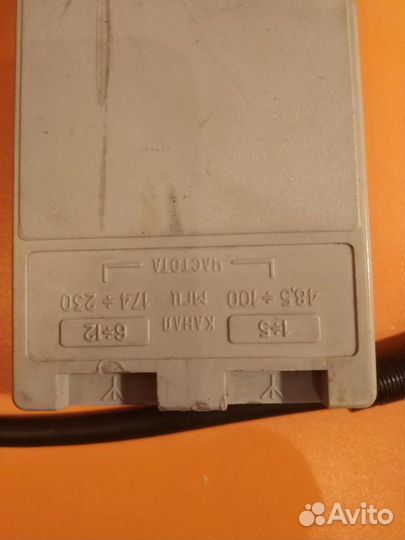 1÷5 КАНАЛ 6÷12
48,5 ÷ 100 МГЦ 174 ÷ 230
ЧАСТОТА
Avito